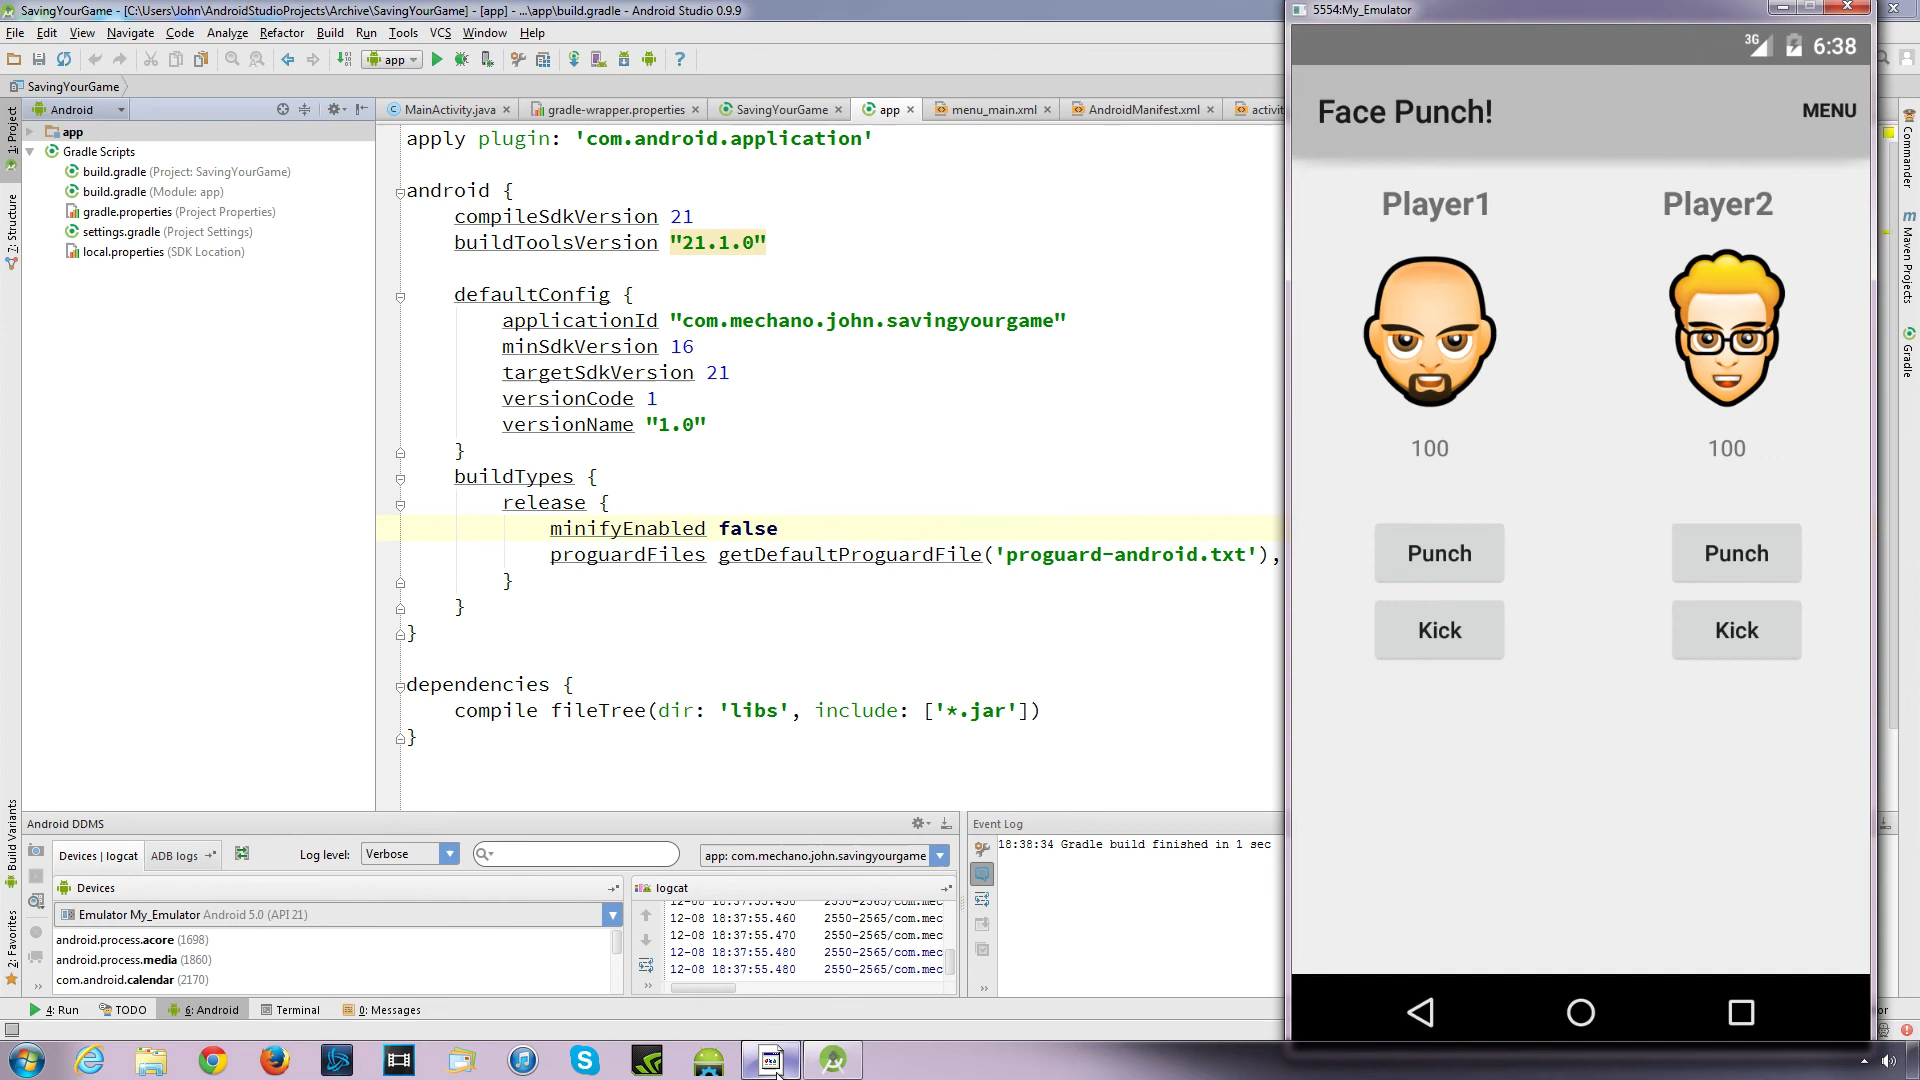 SavingYourGame - [C:\Users\John\AndroidStudioProjects\Archive\SavingYourGame] - [app] - ...\app\build.gradle - Android Studio 0.9.9
File Edit View Navigate Code Analyze Refactor Build Run Tools VCS Window Help
app
SavingYourGame
Android
MainActivity.java
gradle-wrapper.properties
SavingYourGame
app
menu_main.xml
AndroidManifest.xml
activit
1: Project
7: Structure
Build Variants
2: Favorites
app
Gradle Scripts
build.gradle (Project: SavingYourGame)
build.gradle (Module: app)
gradle.properties (Project Properties)
settings.gradle (Project Settings)
local.properties (SDK Location)
apply plugin: 'com.android.application'
android {
compileSdkVersion 21
buildToolsVersion "21.1.0"
defaultConfig {
applicationId "com.mechano.john.savingyourgame"
minSdkVersion 16
targetSdkVersion 21
versionCode 1
versionName "1.0"
}
buildTypes {
release {
minifyEnabled false
proguardFiles getDefaultProguardFile('proguard-android.txt'),
}
}
}
dependencies {
compile fileTree(dir: 'libs', include: ['*.jar'])
}
Android DDMS
Devices | logcat
ADB logs
Log level:
Verbose
app: com.mechano.john.savingyourgame
Devices
Emulator My_Emulator Android 5.0 (API 21)
android.process.acore (1698)
android.process.media (1860)
com.android.calendar (2170)
logcat
12-08 18:37:55.460 2550-2565/com.mec
12-08 18:37:55.470 2550-2565/com.mec
12-08 18:37:55.480 2550-2565/com.mec
12-08 18:37:55.480 2550-2565/com.mec
Event Log
18:38:34 Gradle build finished in 1 sec
4: Run
TODO
6: Android
Terminal
0: Messages
5554:My_Emulator
3G
6:38
Face Punch!
MENU
Player1
Player2
100
100
Punch
Punch
Kick
Kick
Commander
Maven Projects
Gradle
or